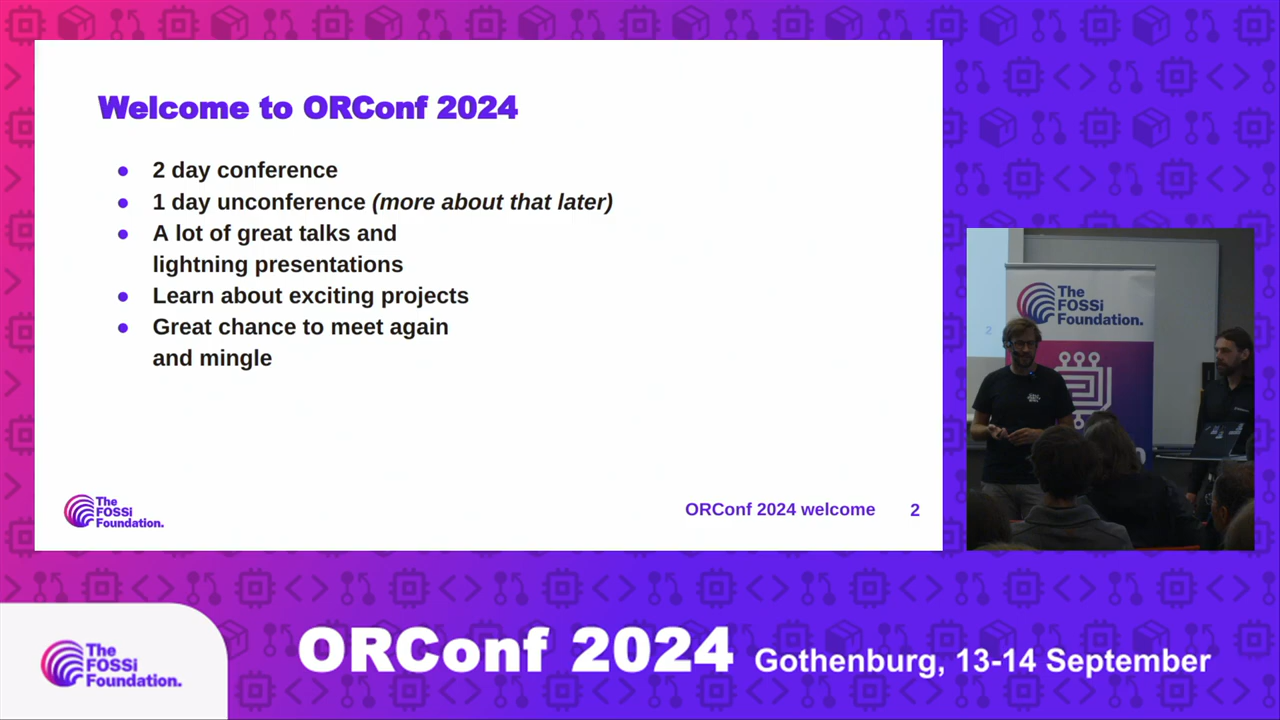 Welcome to ORConf 2024
● 2 day conference
● 1 day unconference (more about that later)
● A lot of great talks and
lightning presentations
● Learn about exciting projects
● Great chance to meet again
and mingle
The
FOSSi
Foundation.
ORConf 2024 welcome 2
2
The
FOSSi
Foundation.
The
FOSSi
Foundation.
ORConf 2024 Gothenburg, 13-14 September